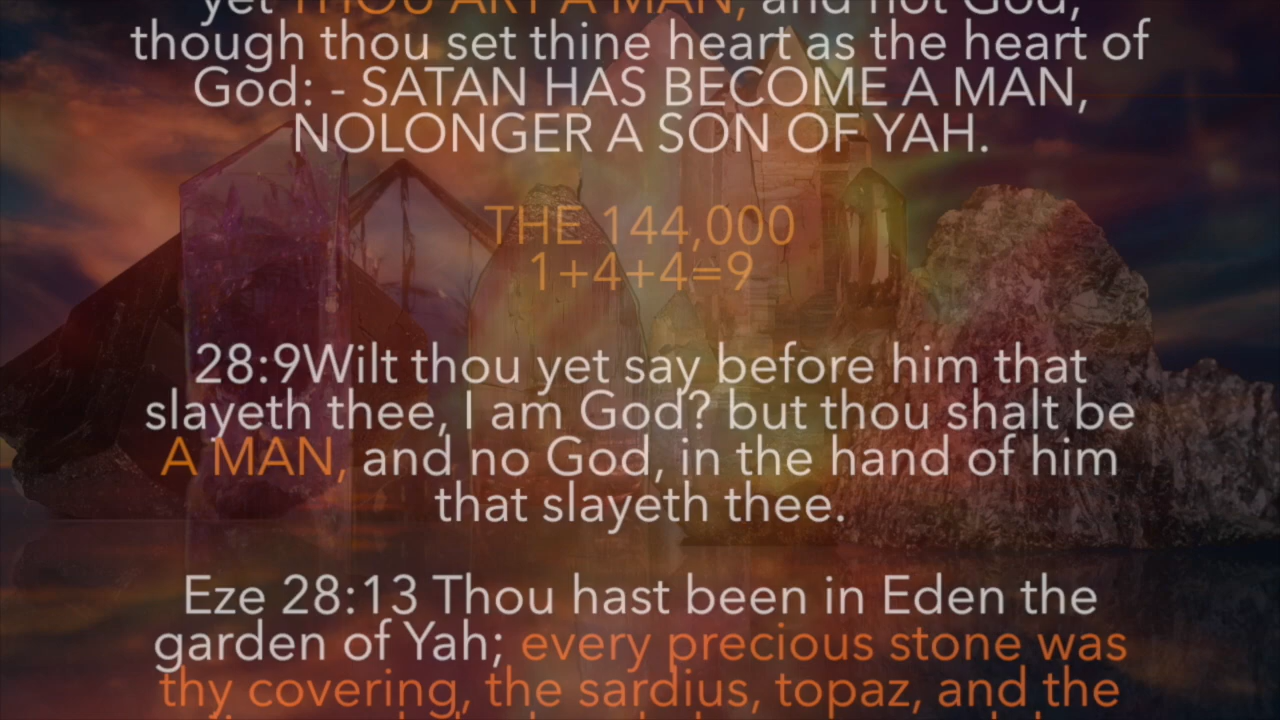 yet THOU ART A MAN, and not God,
though thou set thine heart as the heart of
God: - SATAN HAS BECOME A MAN,
NOLONGER A SON OF YAH.
THE 144,000
1+4+4=9
28:9Wilt thou yet say before him that
slayeth thee, I am God? but thou shalt be
A MAN, and no God, in the hand of him
that slayeth thee.
Eze 28:13 Thou hast been in Eden the
garden of Yah; every precious stone was
thy covering, the sardius, topaz, and the